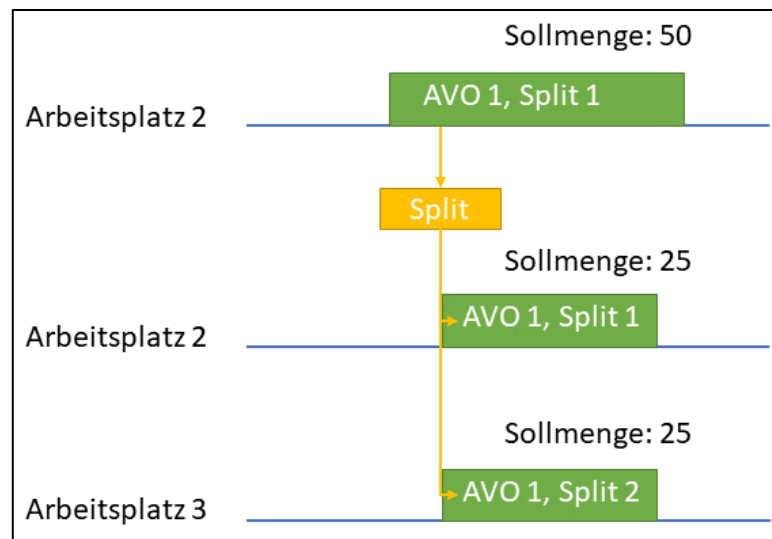 Sollmenge: 50
AVO 1, Split 1
Arbeitsplatz 2
Split
Sollmenge: 25
AVO 1, Split 1
Arbeitsplatz 2
Sollmenge: 25
AVO 1, Split 2
Arbeitsplatz 3